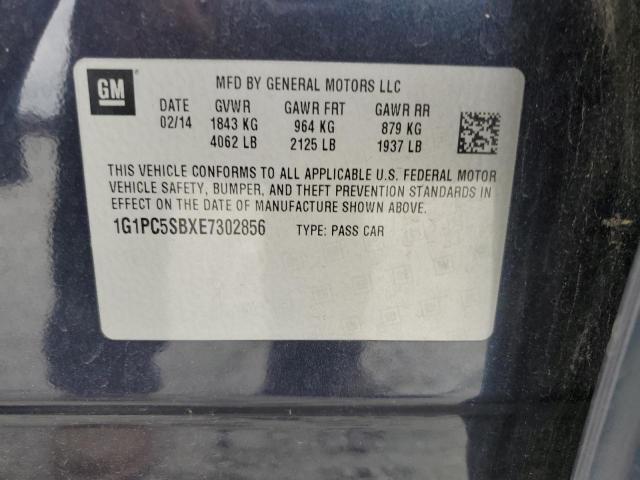 GM
MFD BY GENERAL MOTORS LLC
DATE GVWR GAWR FRT GAWR RR
02/14 1843 KG 964 KG 879 KG
4062 LB 2125 LB 1937 LB
THIS VEHICLE CONFORMS TO ALL APPLICABLE U.S. FEDERAL MOTOR
VEHICLE SAFETY, BUMPER, AND THEFT PREVENTION STANDARDS IN
EFFECT ON THE DATE OF MANUFACTURE SHOWN ABOVE.
1G1PC5SBXE7302856 TYPE: PASS CAR